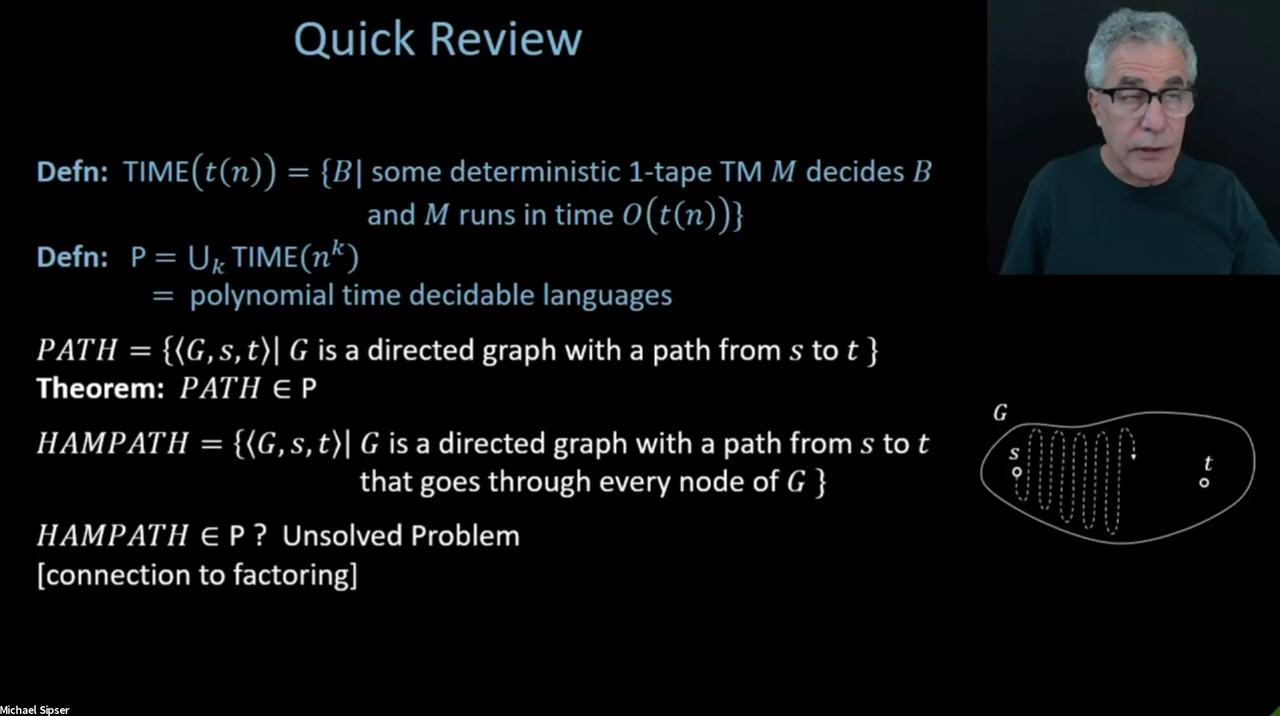 Quick Review
Defn: TIME(t(n)) = {B| some deterministic 1-tape TM M decides B
and M runs in time O(t(n))}
Defn: P = ⋃ₖ TIME(nᵏ)
= polynomial time decidable languages
PATH = {⟨G, s, t⟩| G is a directed graph with a path from s to t }
Theorem: PATH ∈ P
HAMPATH = {⟨G, s, t⟩| G is a directed graph with a path from s to t
that goes through every node of G }
HAMPATH ∈ P ? Unsolved Problem
[connection to factoring]
G
s
t
Michael Sipser